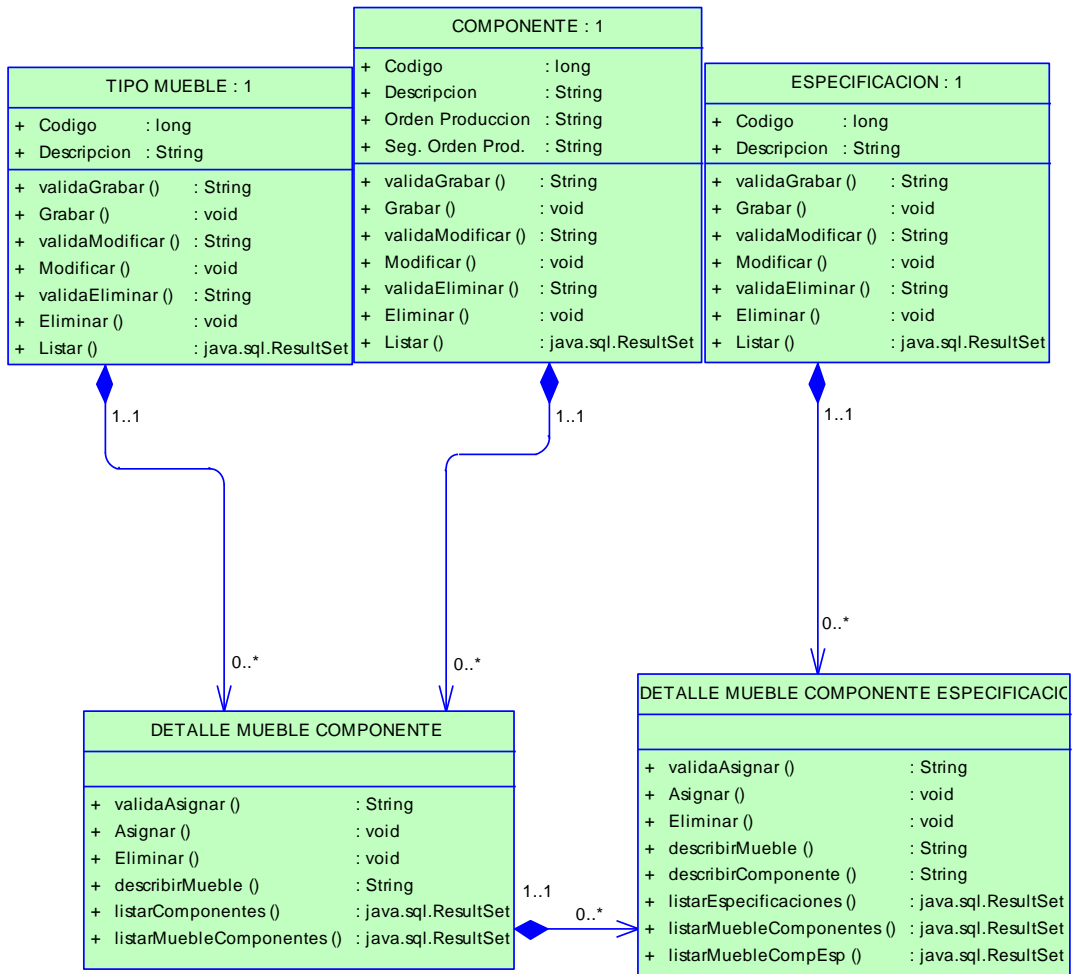 TIPO MUEBLE : 1
+ Codigo : long
+ Descripcion : String
+ validaGrabar () : String
+ Grabar () : void
+ validaModificar () : String
+ Modificar () : void
+ validaEliminar () : String
+ Eliminar () : void
+ Listar () : java.sql.ResultSet
COMPONENTE : 1
+ Codigo : long
+ Descripcion : String
+ Orden Produccion : String
+ Seg. Orden Prod. : String
+ validaGrabar () : String
+ Grabar () : void
+ validaModificar () : String
+ Modificar () : void
+ validaEliminar () : String
+ Eliminar () : void
+ Listar () : java.sql.ResultSet
ESPECIFICACION : 1
+ Codigo : long
+ Descripcion : String
+ validaGrabar () : String
+ Grabar () : void
+ validaModificar () : String
+ Modificar () : void
+ validaEliminar () : String
+ Eliminar () : void
+ Listar () : java.sql.ResultSet
1..1
1..1
1..1
0..*
0..*
0..*
DETALLE MUEBLE COMPONENTE
+ validaAsignar () : String
+ Asignar () : void
+ Eliminar () : void
+ describirMueble () : String
+ listarComponentes () : java.sql.ResultSet
+ listarMuebleComponentes () : java.sql.ResultSet
1..1
0..*
DETALLE MUEBLE COMPONENTE ESPECIFICACIO
+ validaAsignar () : String
+ Asignar () : void
+ Eliminar () : void
+ describirMueble () : String
+ describirComponente () : String
+ listarEspecificaciones () : java.sql.ResultSet
+ listarMuebleComponentes () : java.sql.ResultSet
+ listarMuebleCompEsp () : java.sql.ResultSet